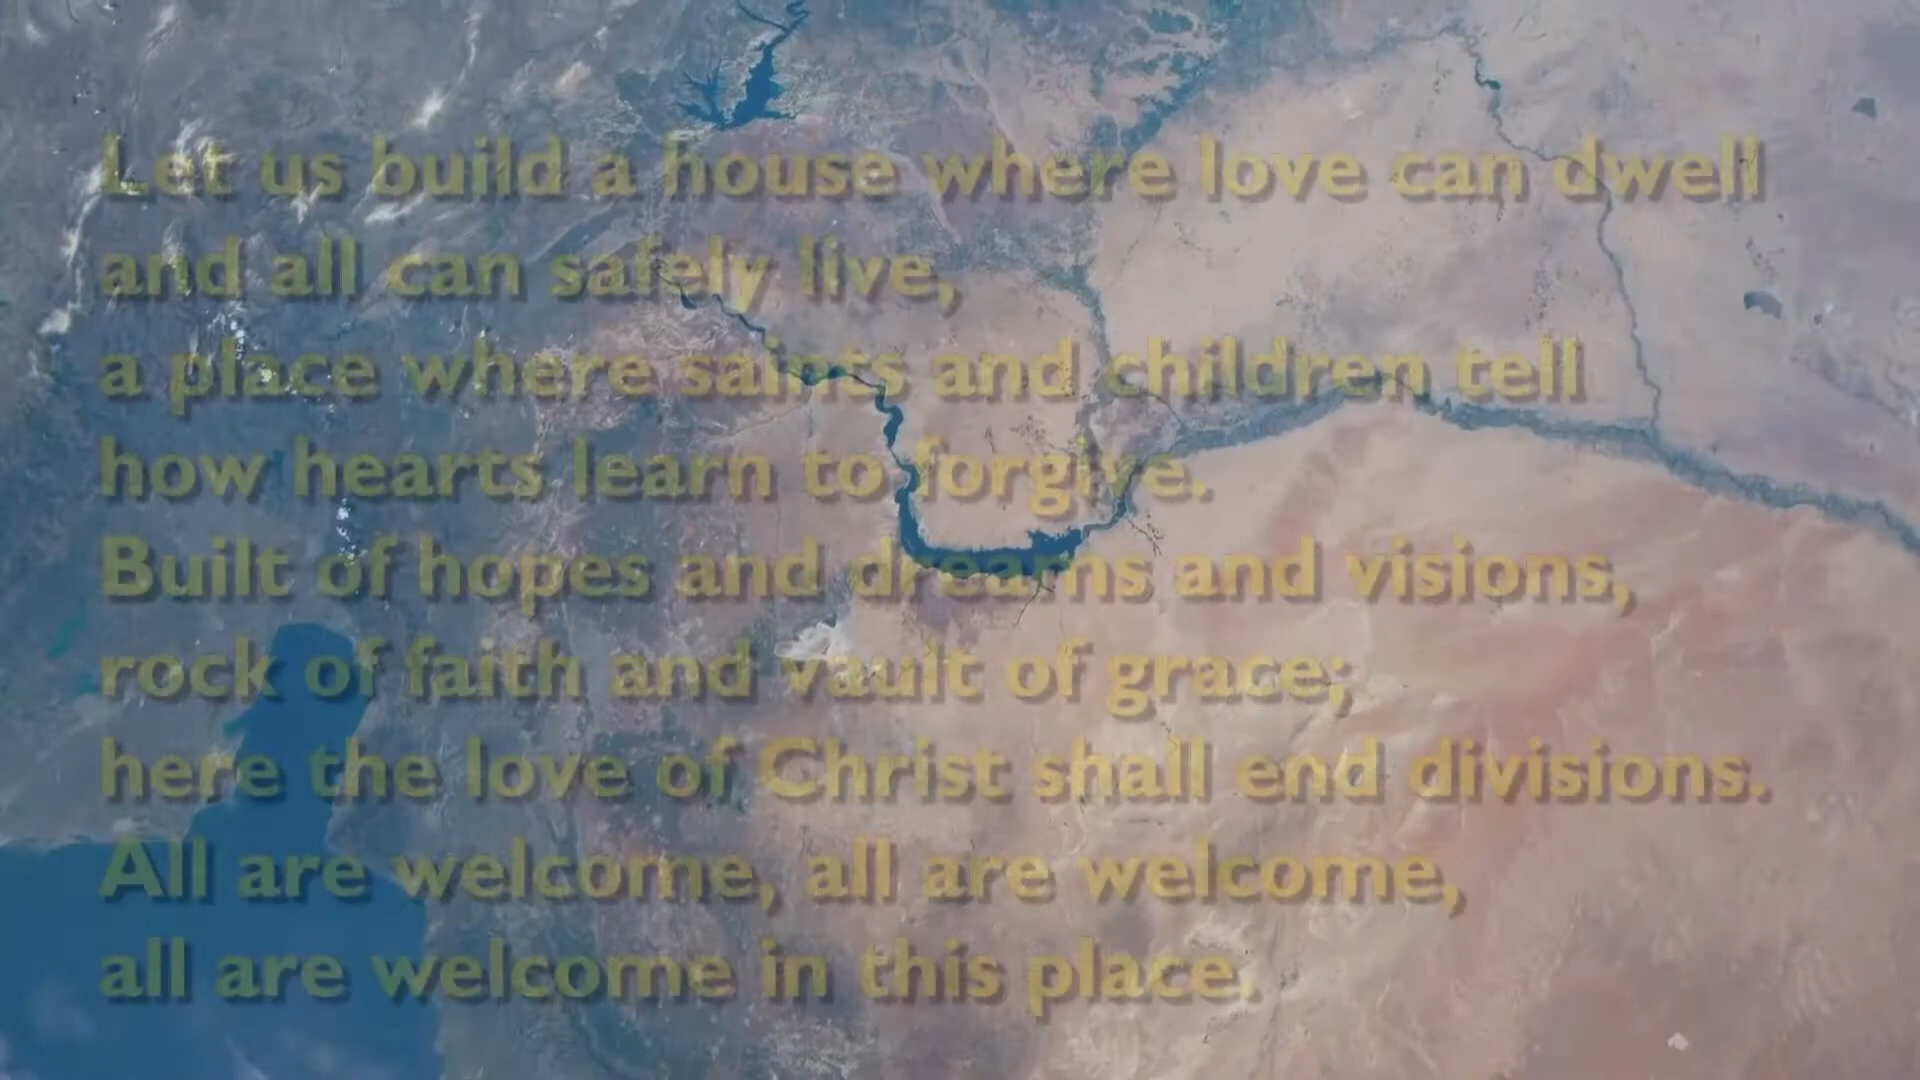 Let us build a house where love can dwell
and all can safely live,
a place where saints and children tell
how hearts learn to forgive.
Built of hopes and dreams and visions,
rock of faith and vault of grace;
here the love of Christ shall end divisions.
All are welcome, all are welcome,
all are welcome in this place.